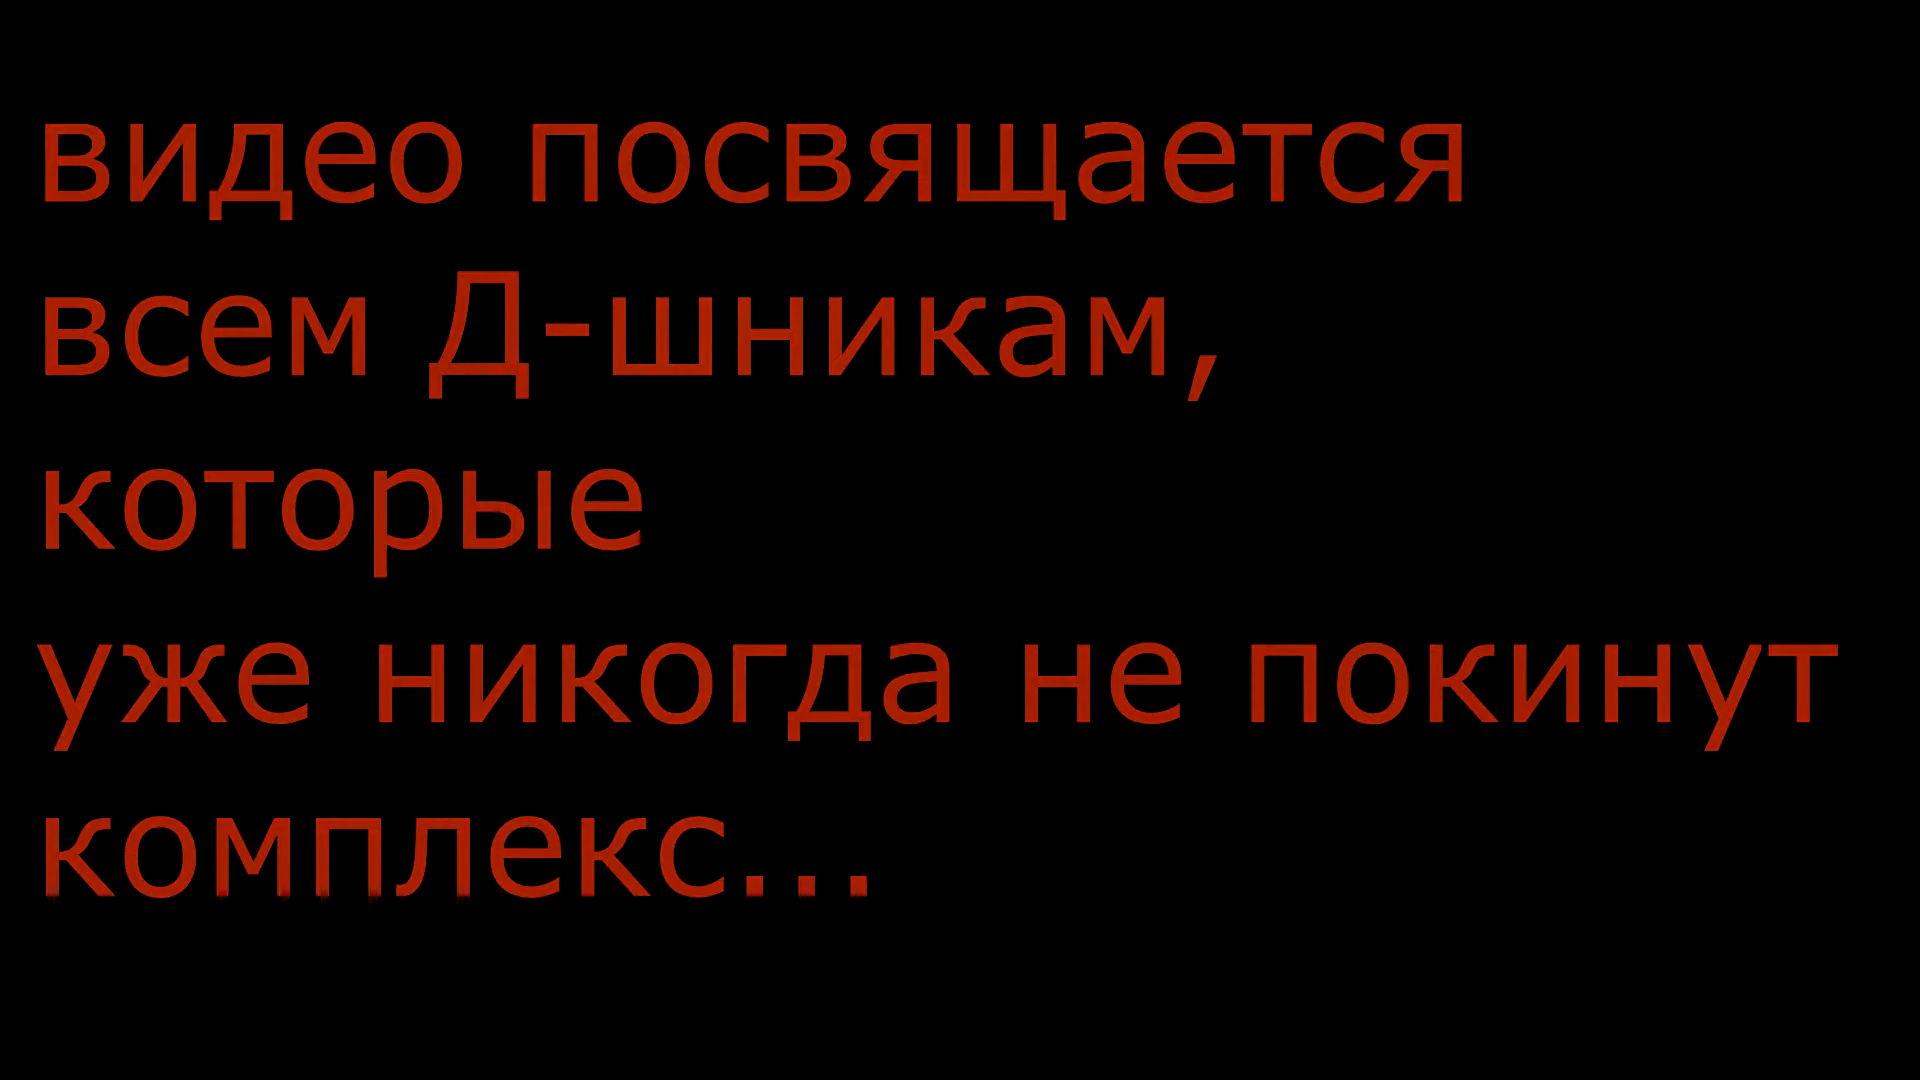 видео посвящается
всем Д-шникам,
которые
уже никогда не покинут
комплекс...